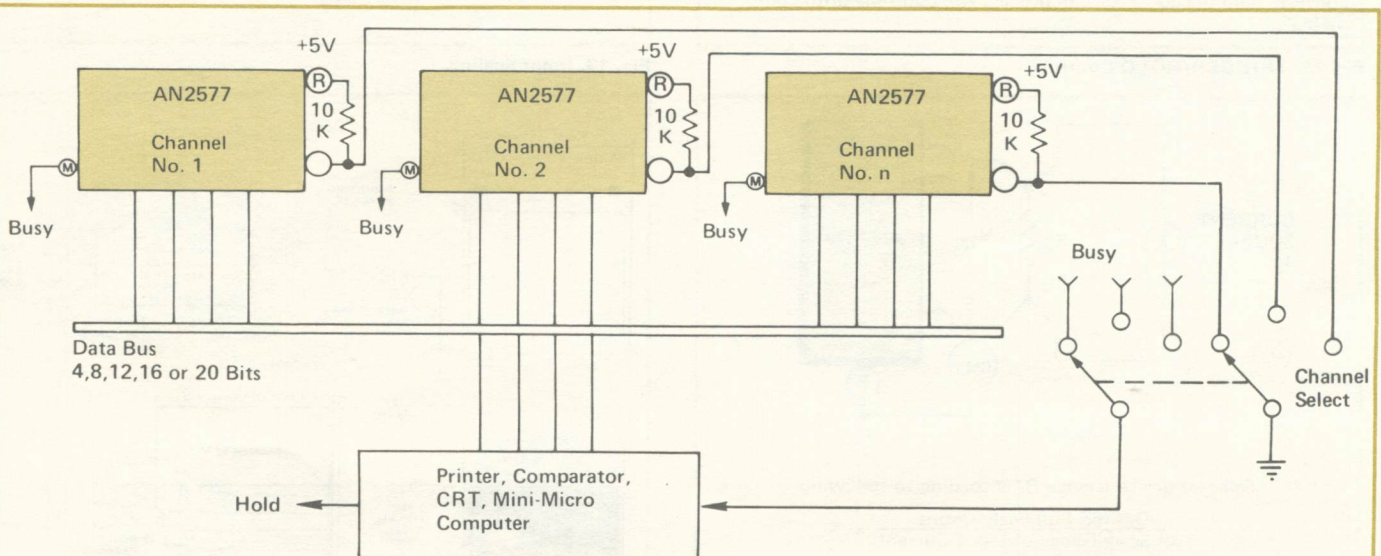 +5V
R
AN2577
10
K
Channel
No. 1
M
Busy
+5V
R
AN2577
10
K
Channel
No. 2
M
Busy
+5V
R
AN2577
10
K
Channel
No. n
M
Busy
Busy
Data Bus
4,8,12,16 or 20 Bits
Channel
Select
Printer, Comparator,
CRT, Mini-Micro
Computer
Hold